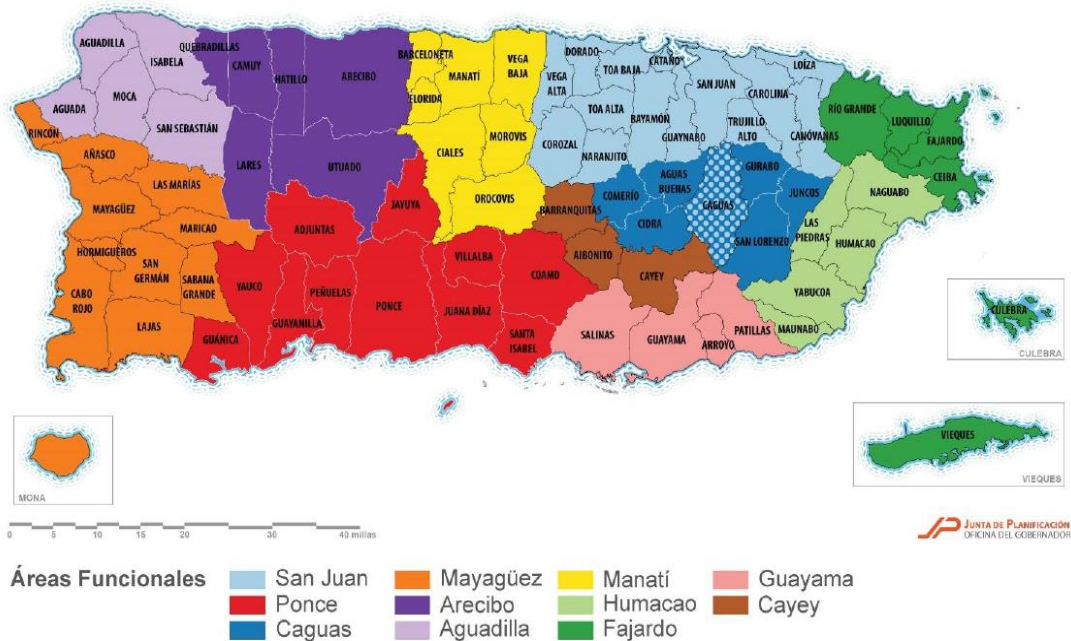 AGUADILLA
ISABELA
QUEBRADILLAS
CAMUY
HATILLO
ARECIBO
BARCELONETA
MANATÍ
VEGA
BAJA
VEGA
ALTA
DORADO
TOA BAJA
CATAÑO
SAN JUAN
LOÍZA
CAROLINA
AGUADA
MOCA
FLORIDA
TOA ALTA
BAYAMÓN
RÍO GRANDE
LUQUILLO
RINCÓN
SAN SEBASTIÁN
MOROVIS
GUAYNABO
TRUJILLO
ALTO
CANÓVANAS
FAJARDO
AÑASCO
LARES
UTUADO
CIALES
COROZAL
NARANJITO
GURABO
CEIBA
LAS MARÍAS
AGUAS
BUENAS
MAYAGÜEZ
JAYUYA
OROCOVIS
COMERÍO
CAGUAS
JUNCOS
NAGUABO
MARICAO
ADJUNTAS
BARRANQUITAS
CIDRA
LAS
PIEDRAS
HORMIGUEROS
SAN
GERMÁN
VILLALBA
AIBONITO
SAN LORENZO
HUMACAO
SABANA
GRANDE
YAUCO
PEÑUELAS
PONCE
COAMO
CAYEY
CABO
ROJO
YABUCOA
LAJAS
GUAYANILLA
JUANA DÍAZ
GUÁNICA
SANTA
ISABEL
SALINAS
GUAYAMA
ARROYO
PATILLAS
MAUNABO
CULEBRA
CULEBRA
VIEQUES
VIEQUES
MONA
0 5 10 15 20 30 40 millas
JP JUNTA DE PLANIFICACIÓN
OFICINA DEL GOBERNADOR
Áreas Funcionales
San Juan
Ponce
Caguas
Mayagüez
Arecibo
Aguadilla
Manatí
Humacao
Fajardo
Guayama
Cayey